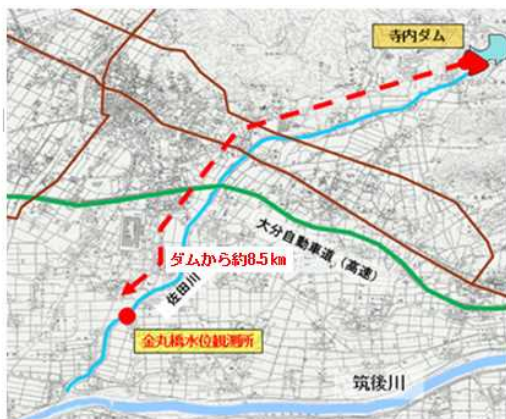 寺内ダム
大分自動車道(高速)
ダムから約8.5km
佐田川
金丸橋水位観測所
筑後川